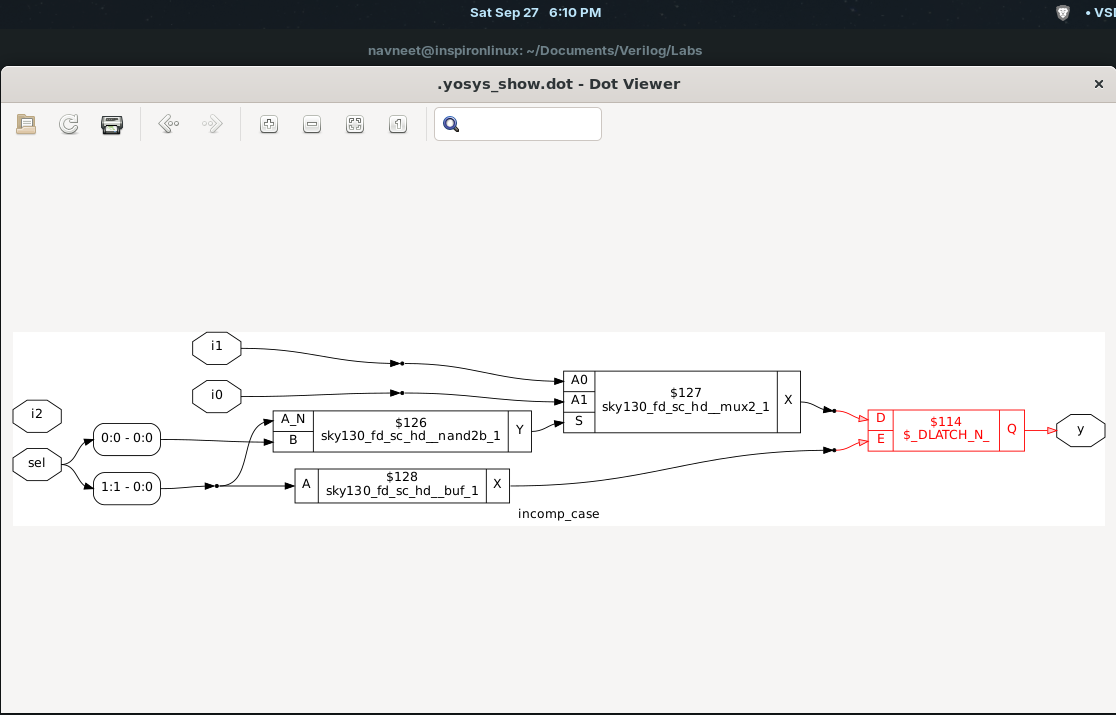 Sat Sep 27 6:10 PM
• VSI
navneet@inspironlinux: ~/Documents/Verilog/Labs
.yosys_show.dot - Dot Viewer
×
1
i1
i0
i2
sel
0:0 - 0:0
1:1 - 0:0
A_N
B
$126
sky130_fd_sc_hd__nand2b_1
Y
A
$128
sky130_fd_sc_hd__buf_1
X
A0
A1
S
$127
sky130_fd_sc_hd__mux2_1
X
D
E
$114
$_DLATCH_N_
Q
y
incomp_case